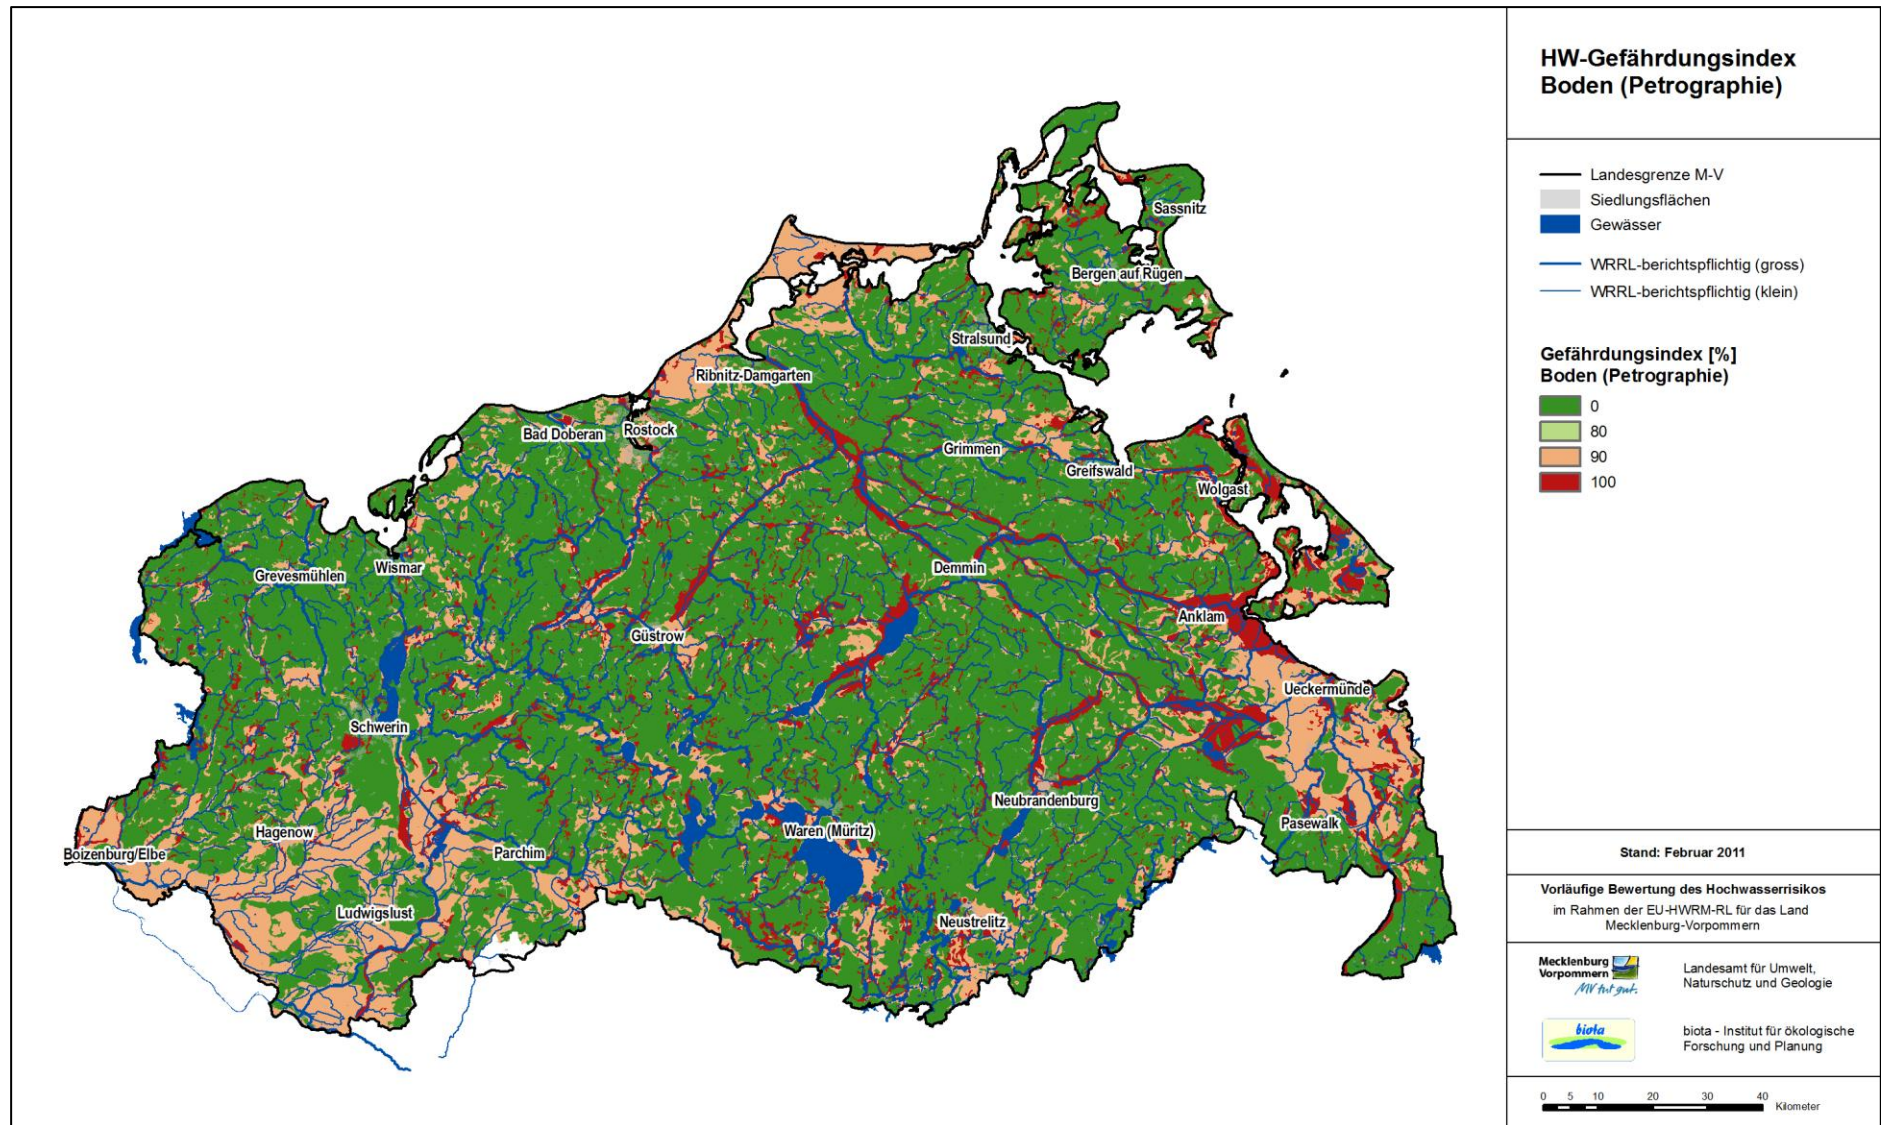 HW-Gefährdungsindex
Boden (Petrographie)
Landesgrenze M-V
Siedlungsflächen
Gewässer
WRRL-berichtspflichtig (gross)
WRRL-berichtspflichtig (klein)
Gefährdungsindex [%]
Boden (Petrographie)
0
80
90
100
Stand: Februar 2011
Vorläufige Bewertung des Hochwasserrisikos
im Rahmen der EU-HWRM-RL für das Land
Mecklenburg-Vorpommern
Mecklenburg
Vorpommern
MV tut gut.
Landesamt für Umwelt,
Naturschutz und Geologie
biota
biota - Institut für ökologische
Forschung und Planung
0 5 10 20 30 40
Kilometer
Sassnitz
Bergen auf Rügen
Stralsund
Ribnitz-Damgarten
Bad Doberan
Rostock
Grimmen
Greifswald
Wolgast
Grevesmühlen
Wismar
Demmin
Anklam
Güstrow
Ueckermünde
Schwerin
Neubrandenburg
Pasewalk
Hagenow
Waren (Müritz)
Boizenburg/Elbe
Parchim
Ludwigslust
Neustrelitz